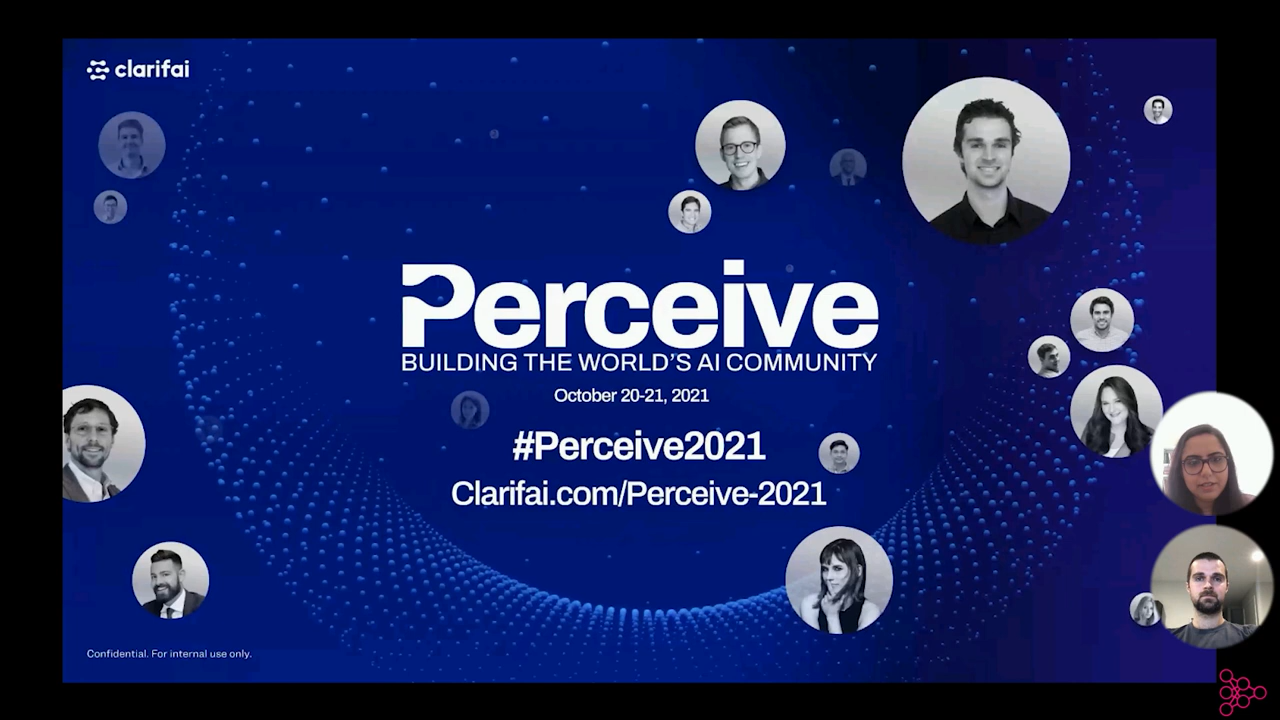 clarifai
Perceive
BUILDING THE WORLD'S AI COMMUNITY
October 20-21, 2021
#Perceive2021
Clarifai.com/Perceive-2021
Confidential. For internal use only.